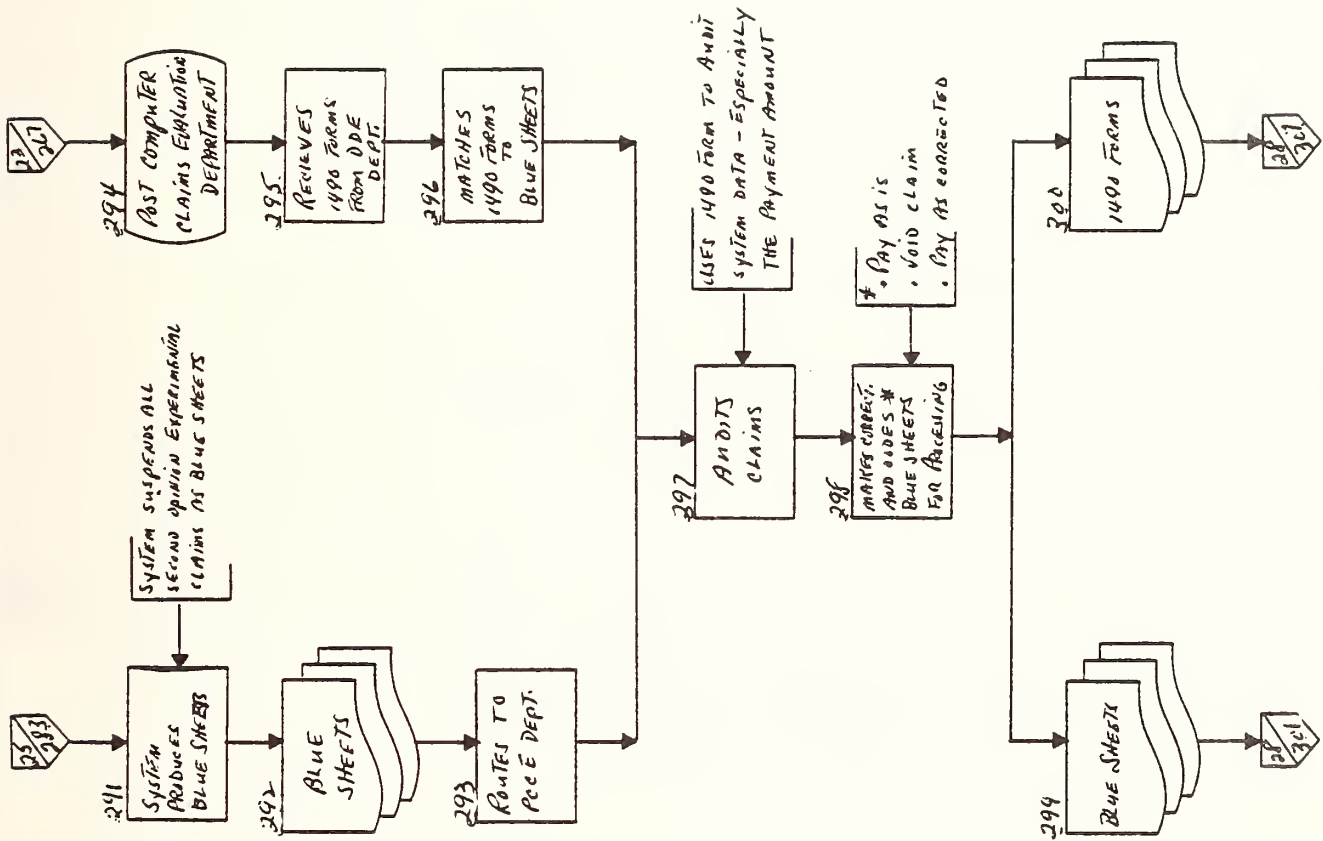 25
283
291
SYSTEM
PRODUCES
BLUE SHEETS
SYSTEM SUSPENDS ALL
SECOND OPINION EXPERIMENTAL
CLAIMS AS BLUE SHEETS
292
BLUE
SHEETS
293
ROUTES TO
PCCE DEPT.
23
267
294
POST COMPUTER
CLAIMS EVALUATION
DEPARTMENT
295
RECIEVES
1490 FORMS
FROM DDE
DEPT.
296
MATCHES
1490 FORMS
TO
BLUE SHEETS
297
AUDITS
CLAIMS
USES 1490 FORM TO AUDIT
SYSTEM DATA - ESPECIALLY
THE PAYMENT AMOUNT
298
MAKES CORRECT.
AND CODES *
BLUE SHEETS
FOR PROCESSING
* • PAY AS IS
• VOID CLAIM
• PAY AS CORRECTED
299
BLUE SHEETS
28
301
300
1490 FORMS
28
301